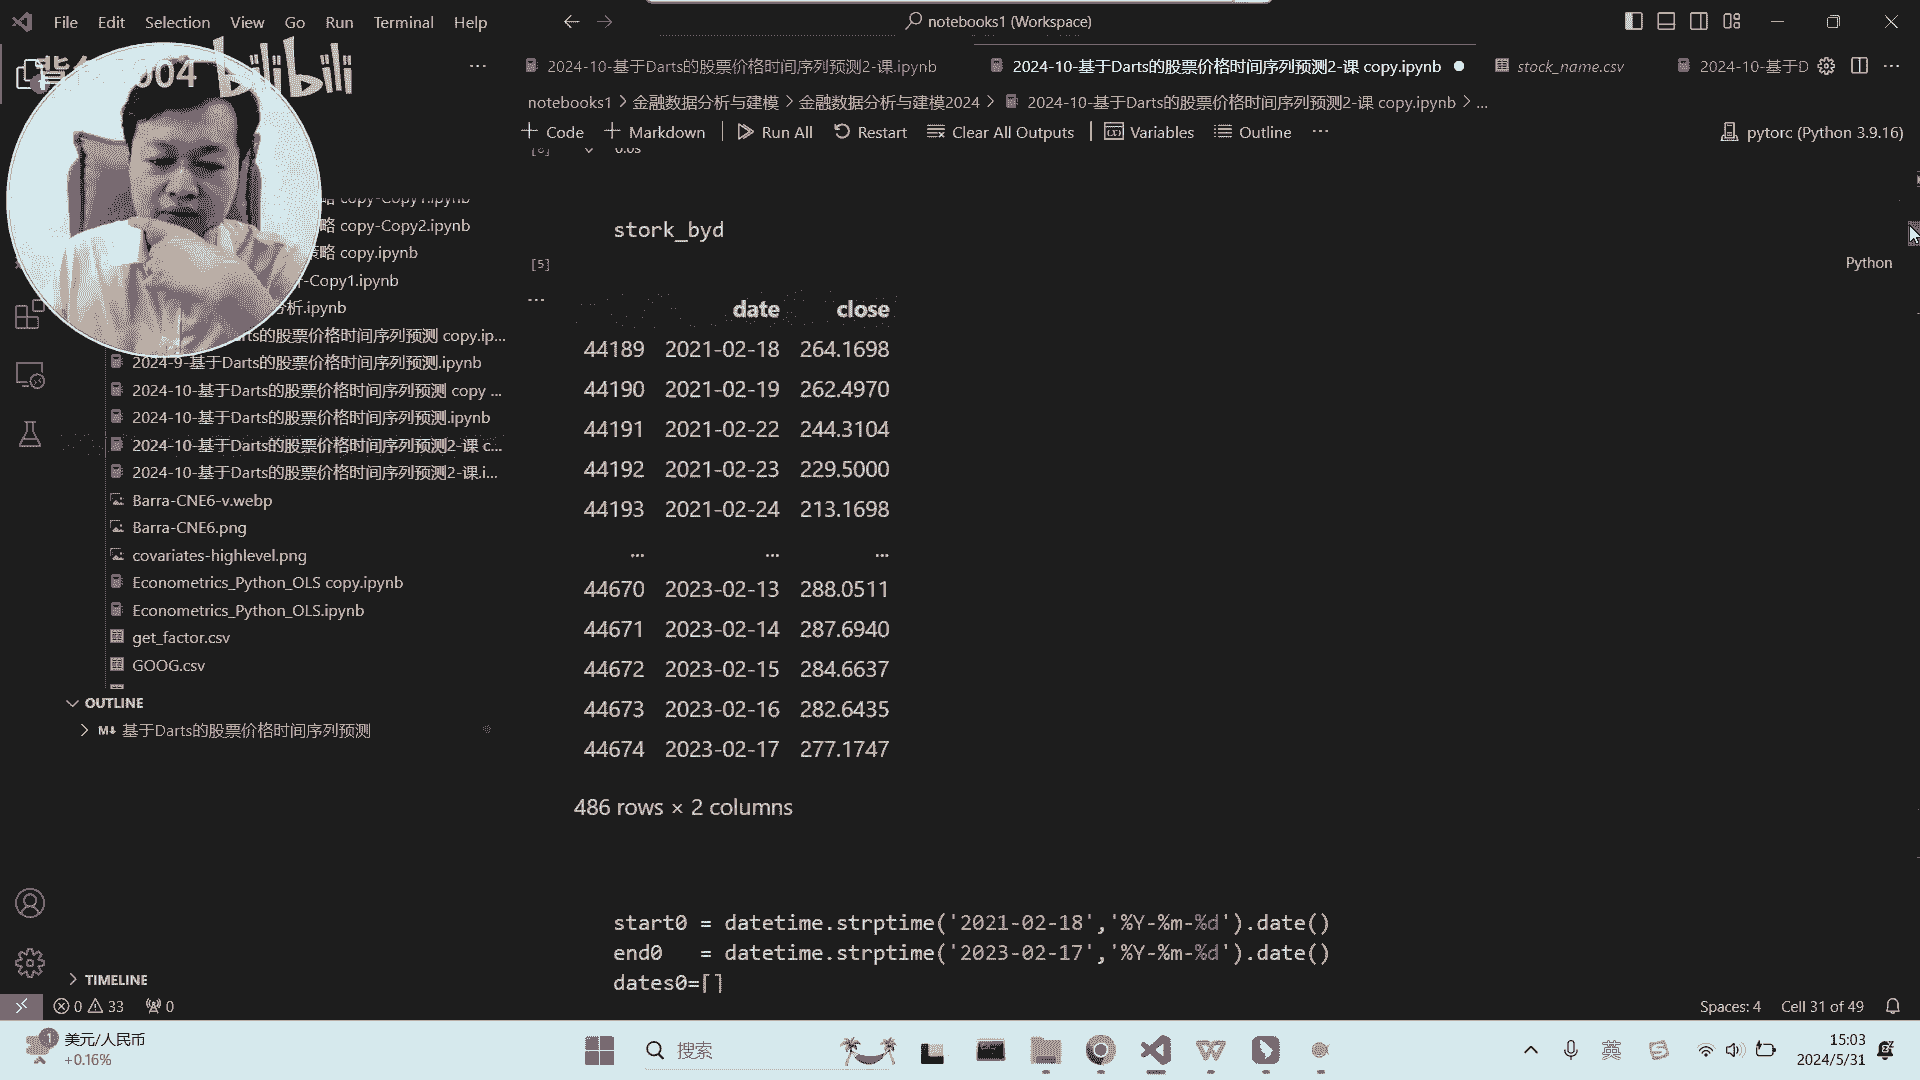 File Edit Selection View Go Run Terminal Help
notebooks1 (Workspace)
004 bilibili
2024-10-基于Darts的股票价格时间序列预测2-课.ipynb
2024-10-基于Darts的股票价格时间序列预测2-课 copy.ipynb
stock_name.csv
2024-10-基于D
notebooks1 > 金融数据分析与建模 > 金融数据分析与建模2024 > 2024-10-基于Darts的股票价格时间序列预测2-课 copy.ipynb > ...
+ Code + Markdown Run All Restart Clear All Outputs Variables Outline ...
pytorc (Python 3.9.16)
略 copy-Copy1.ipynb
略 copy-Copy2.ipynb
略 copy.ipynb
-Copy1.ipynb
析.ipynb
rts的股票价格时间序列预测 copy.ip...
2024-9-基于Darts的股票价格时间序列预测.ipynb
2024-10-基于Darts的股票价格时间序列预测 copy ...
2024-10-基于Darts的股票价格时间序列预测.ipynb
2024-10-基于Darts的股票价格时间序列预测2-课 c...
2024-10-基于Darts的股票价格时间序列预测2-课.i...
Barra-CNE6-v.webp
Barra-CNE6.png
covariates-highlevel.png
Econometrics_Python_OLS copy.ipynb
Econometrics_Python_OLS.ipynb
get_factor.csv
GOOG.csv
OUTLINE
M↓ 基于Darts的股票价格时间序列预测
TIMELINE
[8] 0.0s
stork_byd
[5]
Python
...
date close
44189 2021-02-18 264.1698
44190 2021-02-19 262.4970
44191 2021-02-22 244.3104
44192 2021-02-23 229.5000
44193 2021-02-24 213.1698
... ... ...
44670 2023-02-13 288.0511
44671 2023-02-14 287.6940
44672 2023-02-15 284.6637
44673 2023-02-16 282.6435
44674 2023-02-17 277.1747
486 rows × 2 columns
start0 = datetime.strptime('2021-02-18','%Y-%m-%d').date()
end0 = datetime.strptime('2023-02-17','%Y-%m-%d').date()
dates0=[]
0 33 0
Spaces: 4 Cell 31 of 49
1 美元/人民币
+0.16%
搜索
英
15:03
2024/5/31